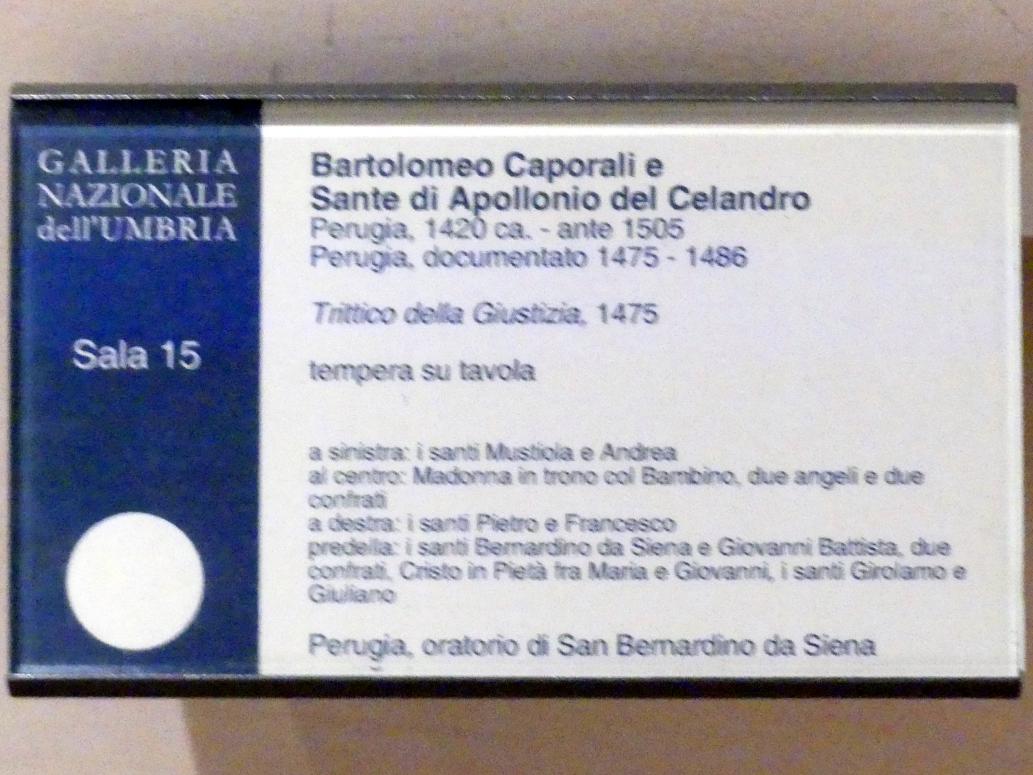 GALLERIA
NAZIONALE
dell'UMBRIA
Sala 15
Bartolomeo Caporali e
Sante di Apollonio del Celandro
Perugia, 1420 ca. - ante 1505
Perugia, documentato 1475 - 1486
Trittico della Giustizia, 1475
tempera su tavola
a sinistra: i santi Mustiola e Andrea
al centro: Madonna in trono col Bambino, due angeli e due
confrati
a destra: i santi Pietro e Francesco
predella: i santi Bernardino da Siena e Giovanni Battista, due
confrati, Cristo in Pietà fra Maria e Giovanni, i santi Girolamo e
Giuliano
Perugia, oratorio di San Bernardino da Siena